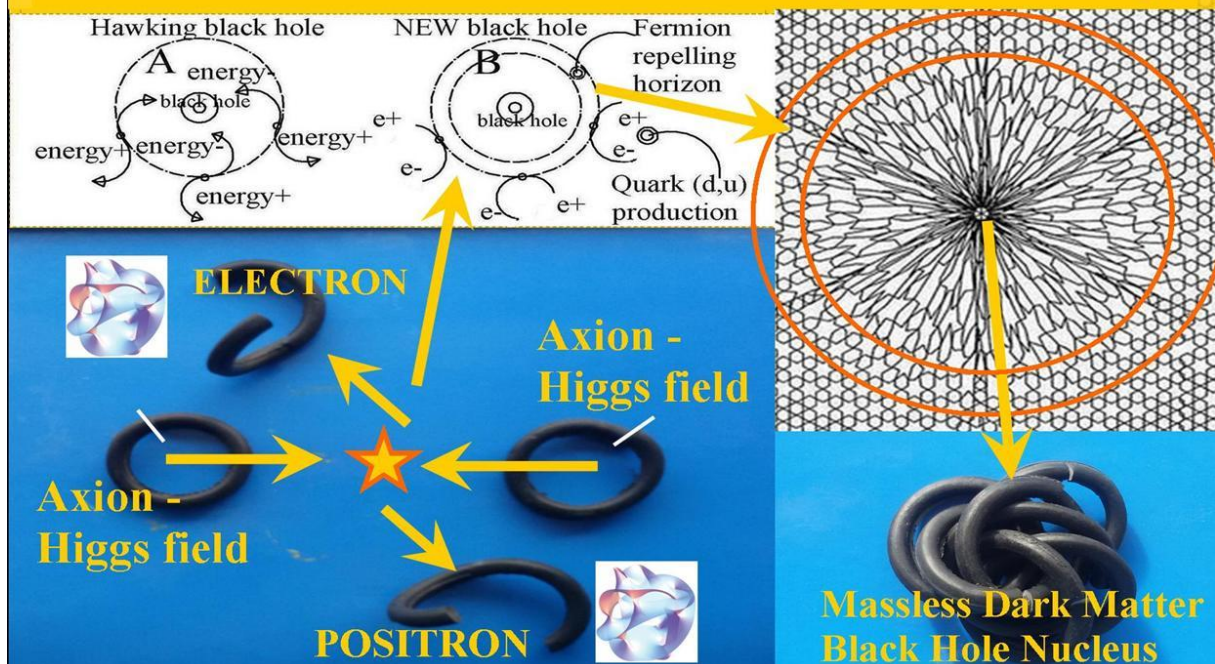 Hawking black hole
A
energy-
black hole
energy+
energy-
energy+
energy+
NEW black hole
B
Fermion
repelling
horizon
black hole
e+
e-
e+
e-
e-
e+
Quark (d,u)
production
ELECTRON
Axion -
Higgs field
Axion -
Higgs field
POSITRON
Massless Dark Matter
Black Hole Nucleus